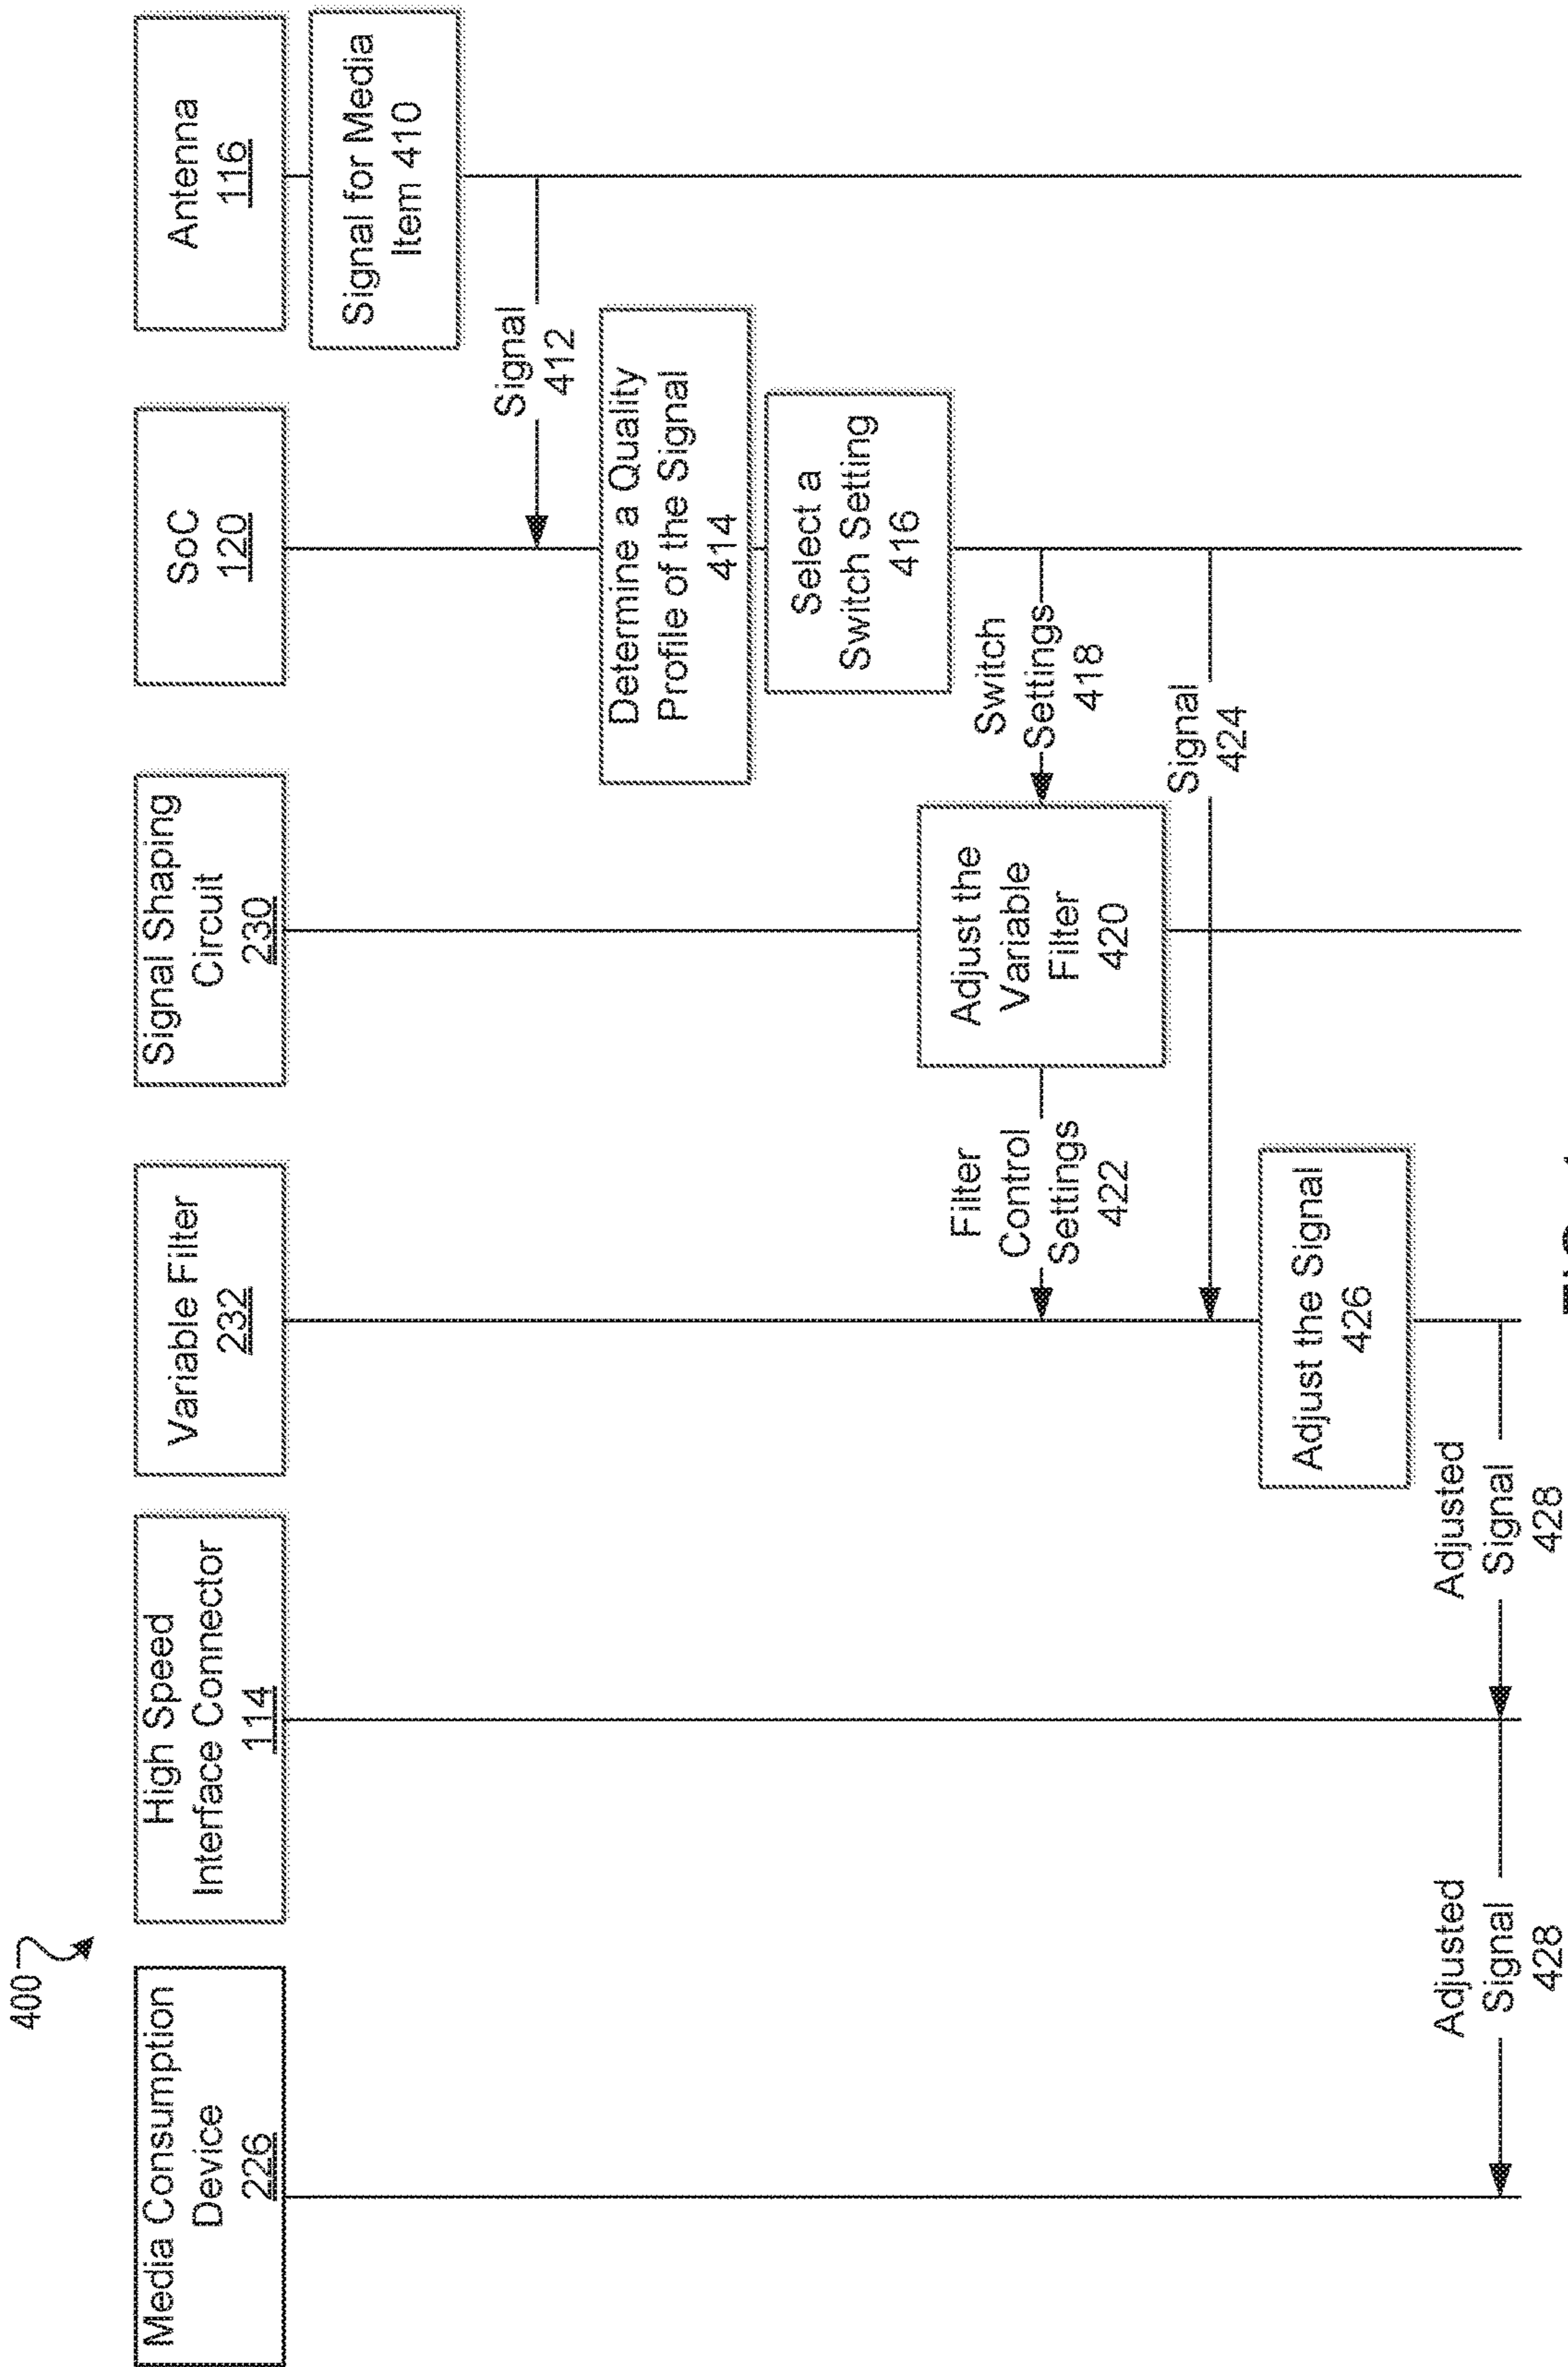 400
Media Consumption
Device
226
High Speed
Interface Connector
114
Variable Filter
232
Signal Shaping
Circuit
230
SoC
120
Antenna
116
Signal for Media
Item 410
Signal
412
Determine a Quality
Profile of the Signal
414
Select a
Switch Setting
416
Switch
Settings
418
Adjust the
Variable
Filter
420
Filter
Control
Settings
422
Signal
424
Adjust the Signal
426
Adjusted
Signal
428
Adjusted
Signal
428